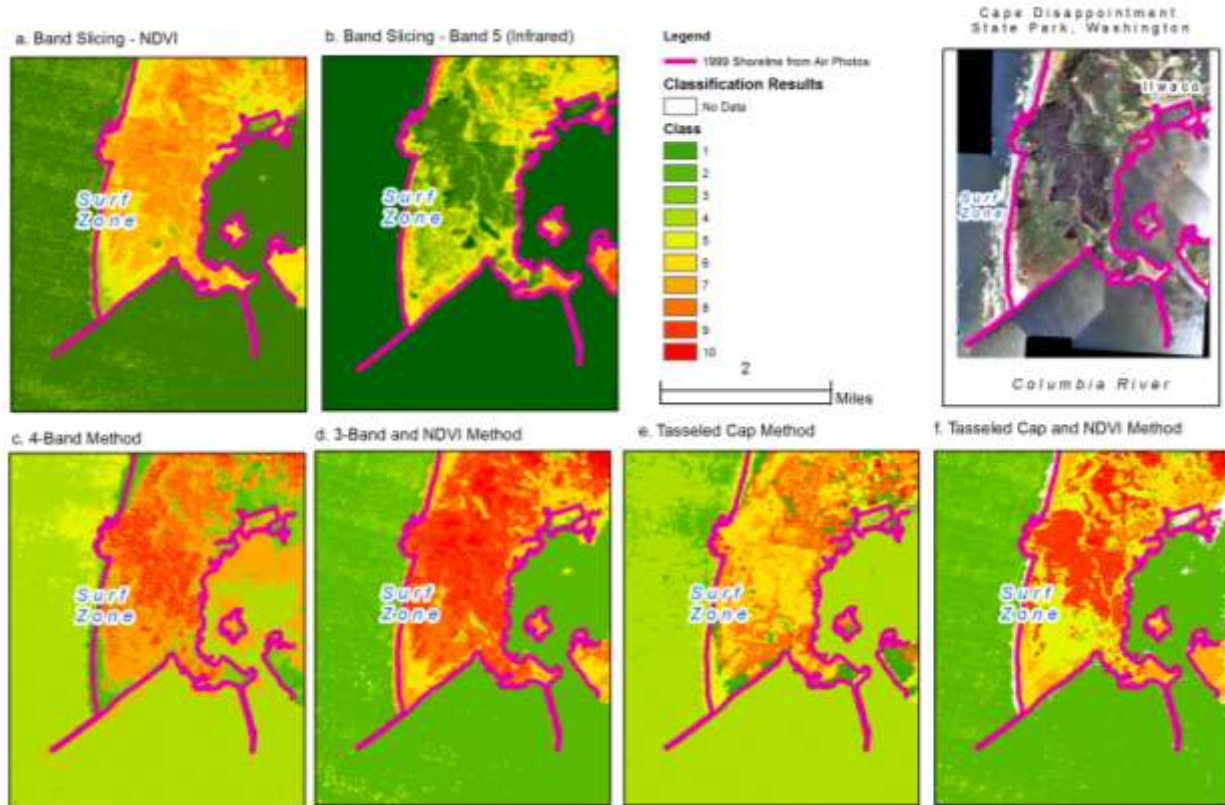 a. Band Slicing - NDVI
b. Band Slicing - Band 5 (Infrared)
Legend
1999 Shoreline from Air Photos
Classification Results
No Data
Class
1
2
3
4
5
6
7
8
9
10
2
Miles
Cape Disappointment
State Park, Washington
Ilwaco
Surf
Zone
Columbia River
Surf
Zone
Surf
Zone
c. 4-Band Method
d. 3-Band and NDVI Method
e. Tasseled Cap Method
f. Tasseled Cap and NDVI Method
Surf
Zone
Surf
Zone
Surf
Zone
Surf
Zone